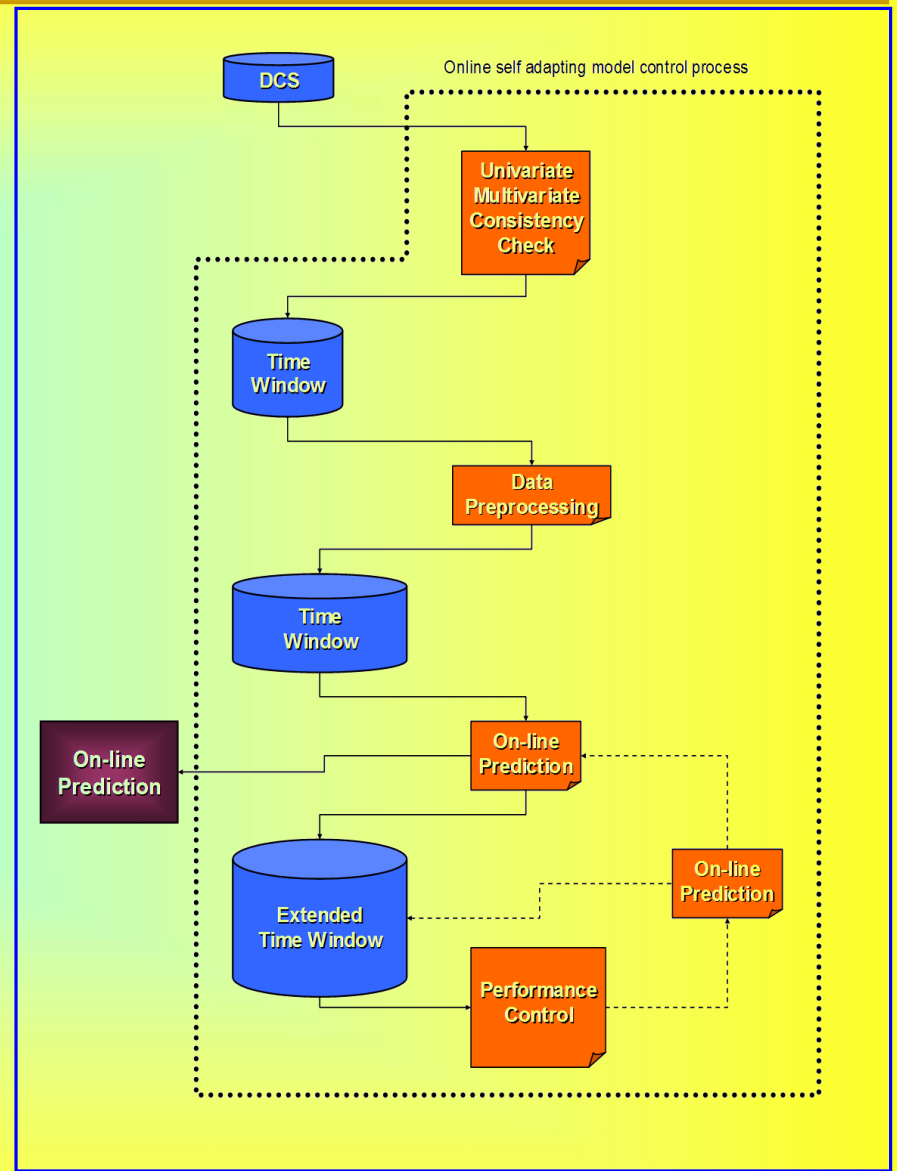 DCS
Online self adapting model control process
Univariate
Multivariate
Consistency
Check
Time
Window
Data
Preprocessing
Time
Window
On-line
Prediction
On-line
Prediction
On-line
Prediction
Extended
Time Window
Performance
Control